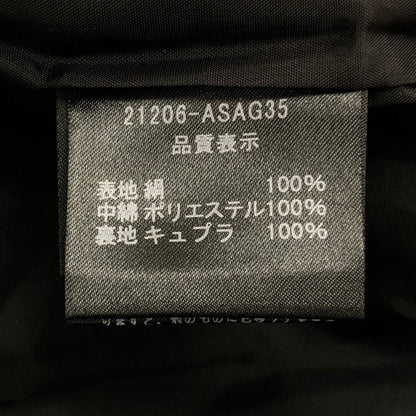 21206-ASAG35
品質表示
表地 絹 100%
中綿 ポリエステル100%
裏地 キュプラ 100%